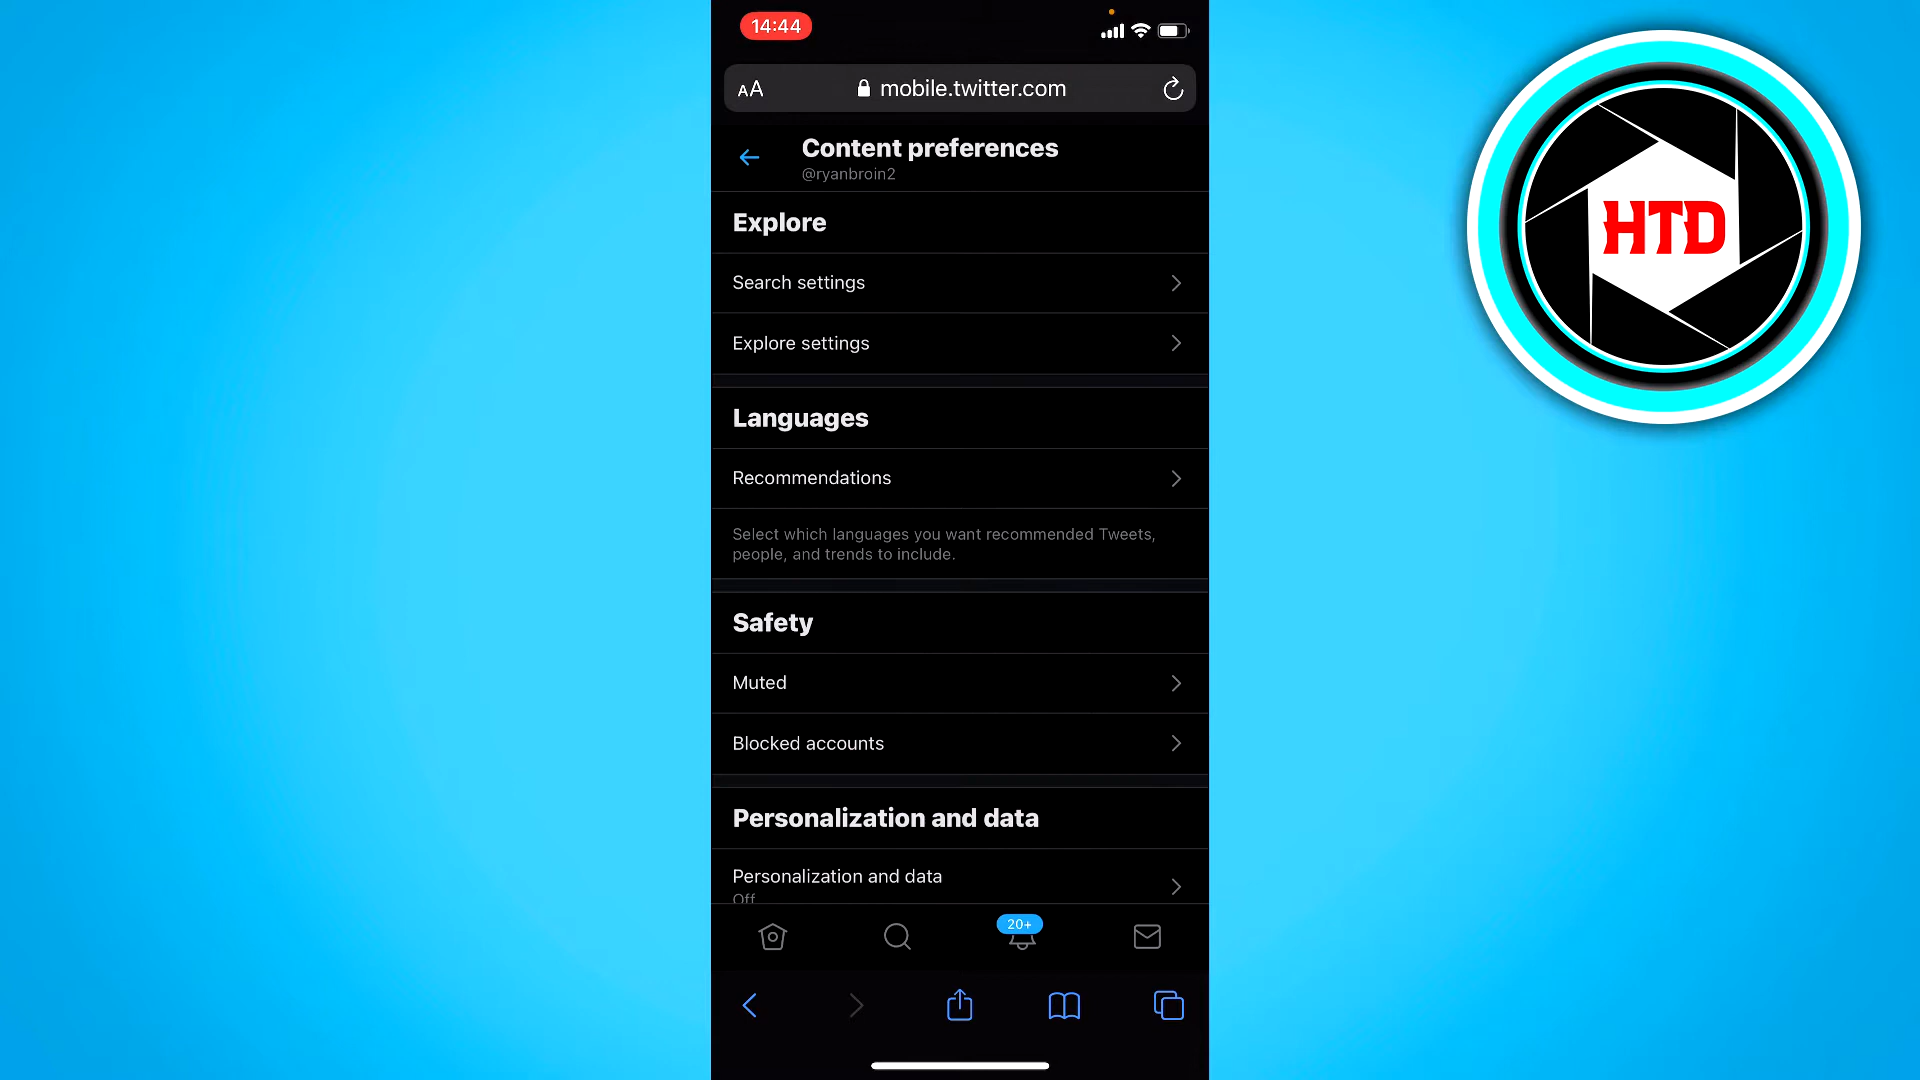 14:44
AA mobile.twitter.com
Content preferences
@ryanbroin2
Explore
Search settings
Explore settings
Languages
Recommendations
Select which languages you want recommended Tweets,
people, and trends to include.
Safety
Muted
Blocked accounts
Personalization and data
Personalization and data
Off
20+
HTD